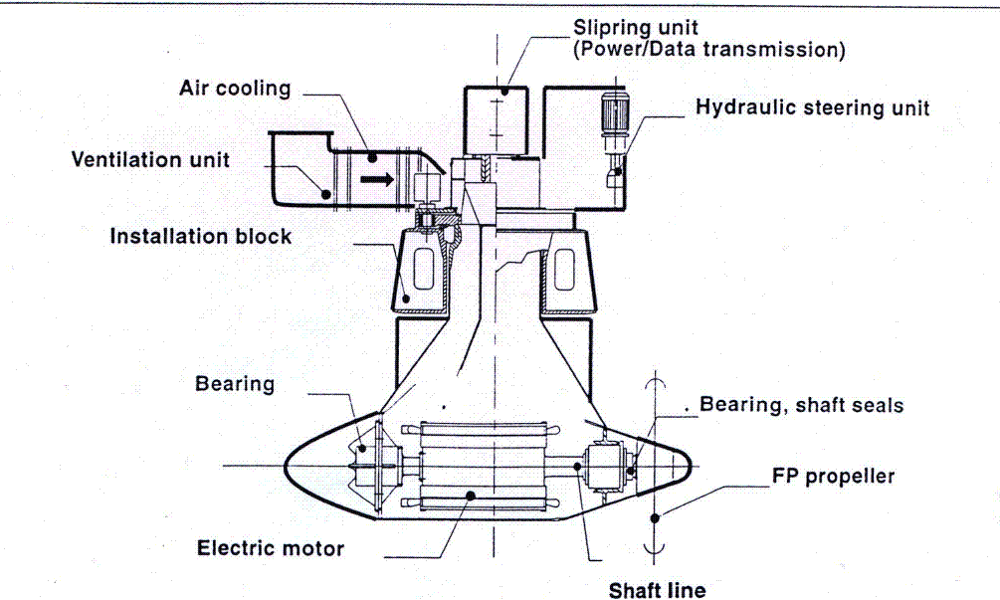 Slipring unit
(Power/Data transmission)
Air cooling
Hydraulic steering unit
Ventilation unit
Installation block
Bearing
Bearing, shaft seals
FP propeller
Electric motor
Shaft line